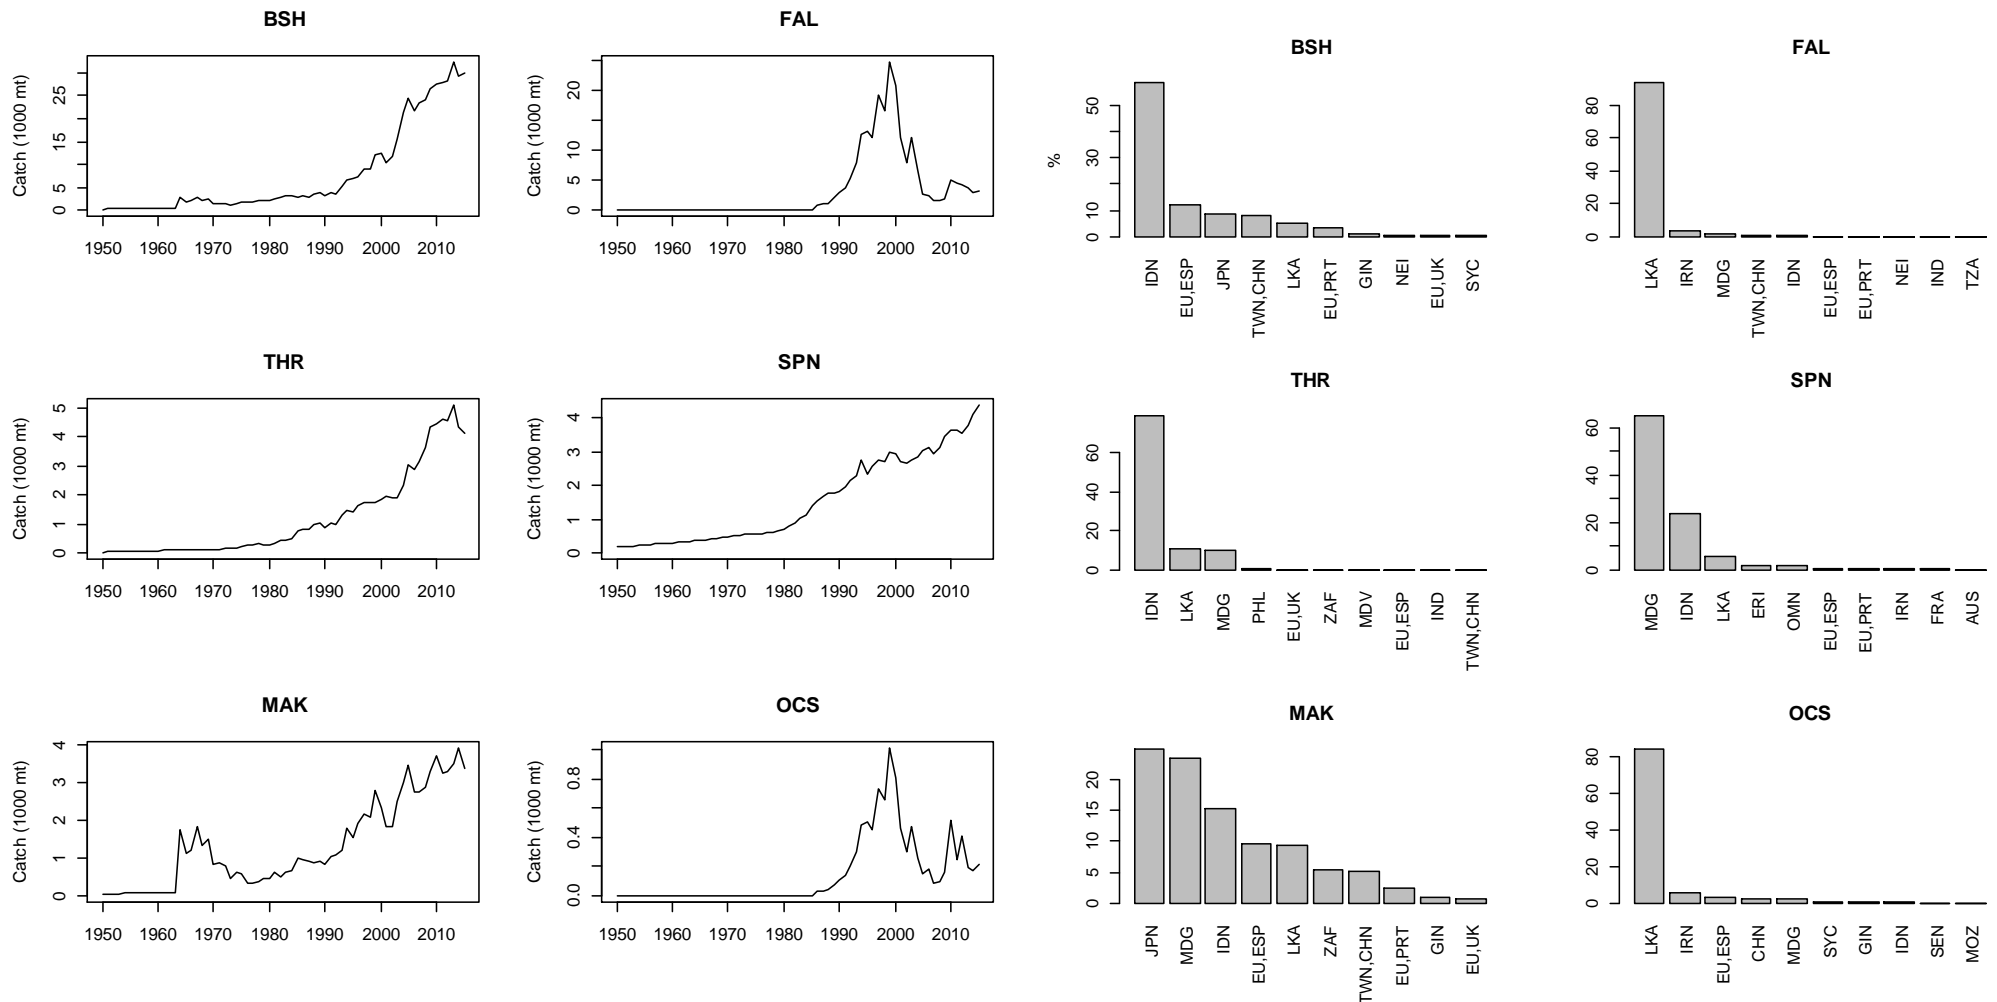 BSH
Catch (1000 mt)
0 5 15 25
1950 1960 1970 1980 1990 2000 2010
FAL
Catch (1000 mt)
0 5 10 20
1950 1960 1970 1980 1990 2000 2010
BSH
%
0 10 30 50
IDN EU,ESP JPN TWN,CHN LKA EU,PRT GIN NEI EU,UK SYC
FAL
0 20 40 60 80
LKA IRN MDG TWN,CHN IDN EU,ESP EU,PRT NEI IND TZA
THR
Catch (1000 mt)
0 1 2 3 4 5
1950 1960 1970 1980 1990 2000 2010
SPN
Catch (1000 mt)
0 1 2 3 4
1950 1960 1970 1980 1990 2000 2010
THR
0 20 40 60
IDN LKA MDG PHL EU,UK ZAF MDV EU,ESP IND TWN,CHN
SPN
0 20 40 60
MDG IDN LKA ERI OMN EU,ESP EU,PRT IRN FRA AUS
MAK
Catch (1000 mt)
0 1 2 3 4
1950 1960 1970 1980 1990 2000 2010
OCS
Catch (1000 mt)
0.0 0.4 0.8
1950 1960 1970 1980 1990 2000 2010
MAK
0 5 10 15 20
JPN MDG IDN EU,ESP LKA ZAF TWN,CHN EU,PRT GIN EU,UK
OCS
0 20 40 60 80
LKA IRN EU,ESP CHN MDG SYC GIN IDN SEN MOZ